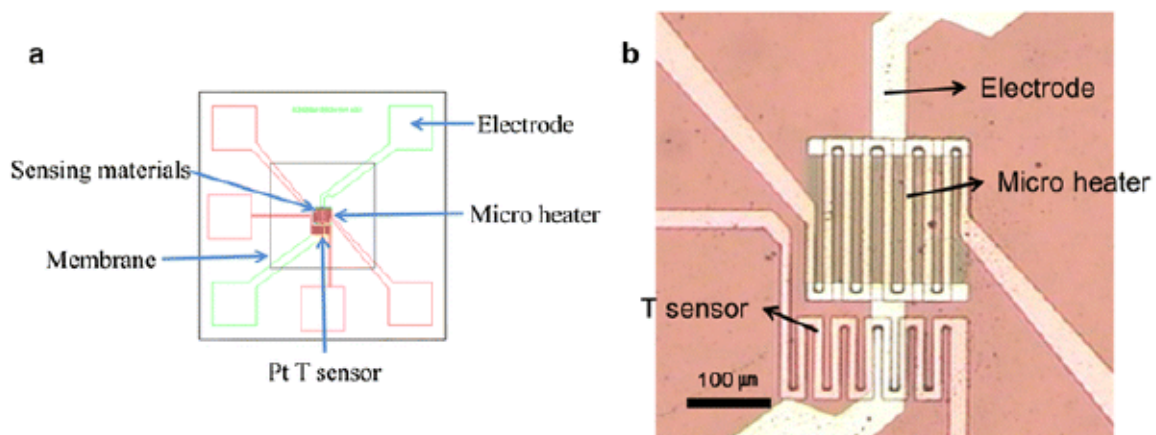 a
Electrode
Sensing materials
Micro heater
Membrane
Pt T sensor
b
Electrode
Micro heater
T sensor
100 μm